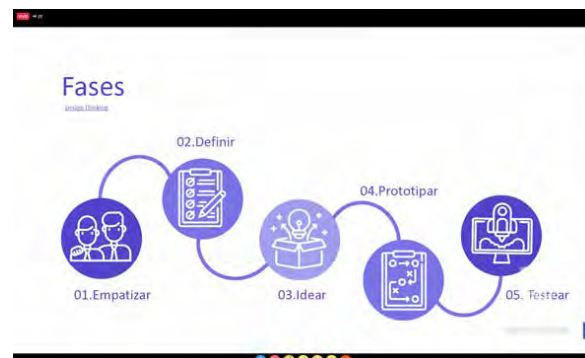 Fases
Design Thinking
02.Definir
04.Prototipar
01.Empatizar
03.Idear
05. Testear